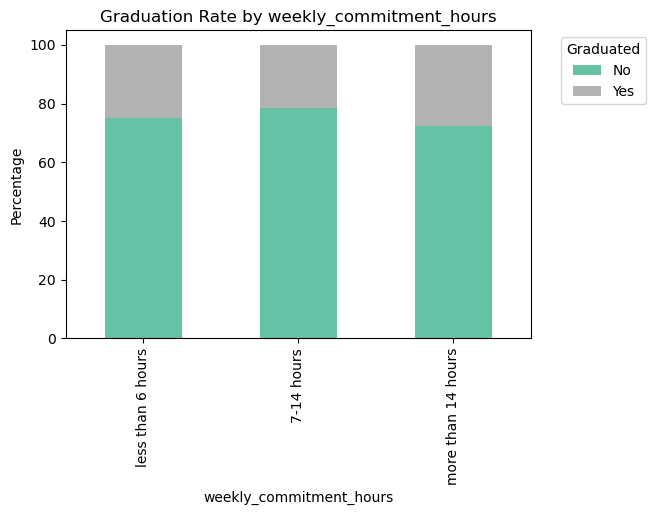 Graduation Rate by weekly_commitment_hours
Graduated
No
Yes
Percentage
100
80
60
40
20
0
less than 6 hours
7-14 hours
more than 14 hours
weekly_commitment_hours